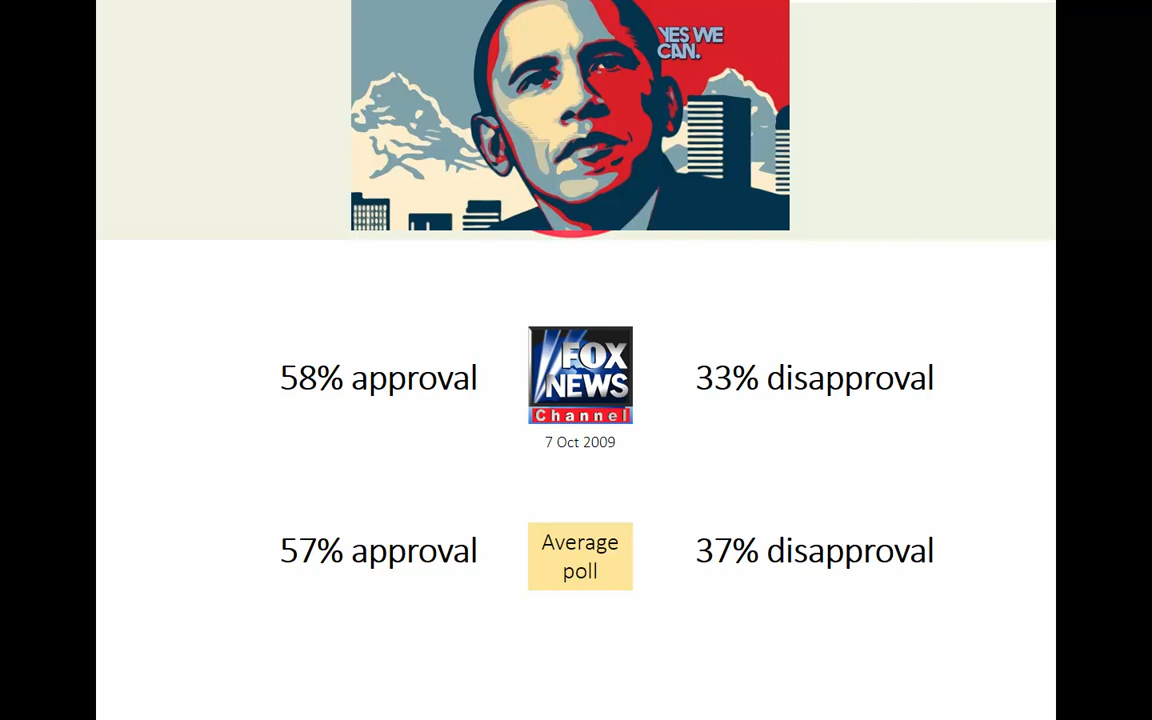 YES WE
CAN.
58% approval
FOX
NEWS
Channel
33% disapproval
7 Oct 2009
57% approval
Average
poll
37% disapproval